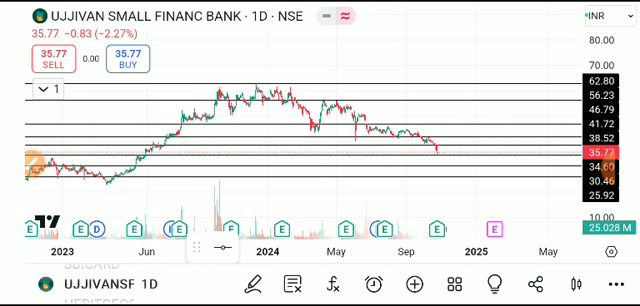 UJJIVAN SMALL FINANC BANK · 1D · NSE
INR
35.77 −0.83 (−2.27%)
35.77 SELL
0.00
35.77 BUY
1
80.00
70.00
62.80
56.23
46.79
41.72
38.52
35.77
34.60
30.46
25.92
10.00
25.028 M
E E D E E E E E E E E
2023 Jun 2024 May Sep 2025 May
SBICARD
UJJIVANSF 1D